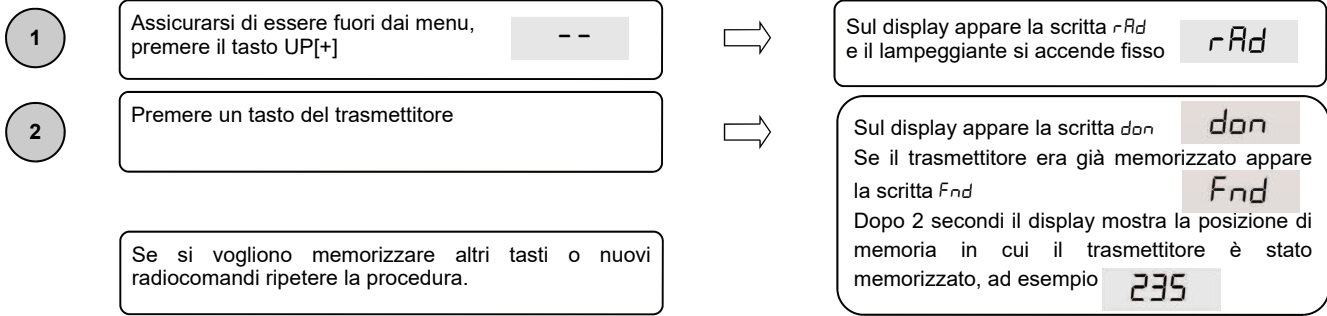 1
Assicurarsi di essere fuori dai menu,
premere il tasto UP[+]
--
Sul display appare la scritta rAd
e il lampeggiante si accende fisso
rAd
2
Premere un tasto del trasmettitore
Sul display appare la scritta don
don
Se il trasmettitore era già memorizzato appare
la scritta Fnd
Fnd
Dopo 2 secondi il display mostra la posizione di
memoria in cui il trasmettitore è stato
memorizzato, ad esempio
235
Se si vogliono memorizzare altri tasti o nuovi
radiocomandi ripetere la procedura.